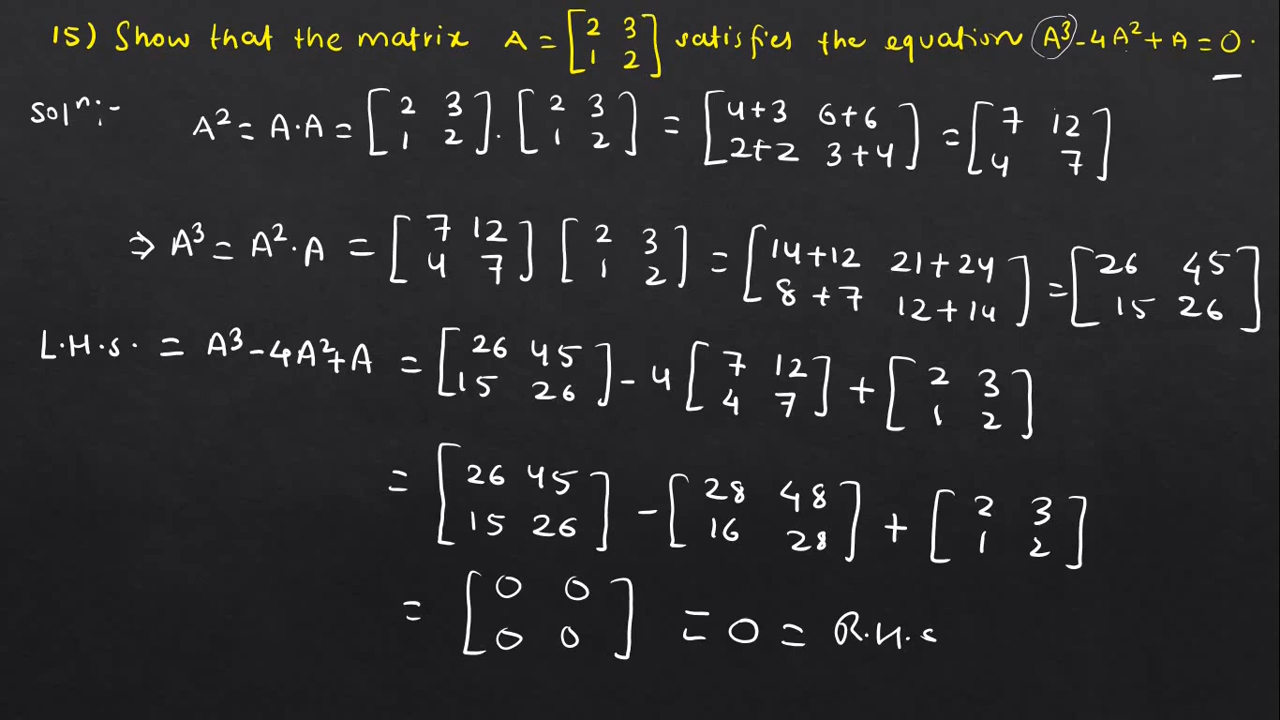 15) Show that the matrix A = [2 3; 1 2] satisfies the equation A³ - 4A² + A = 0.
Solⁿ:- A² = A·A = [2 3; 1 2] · [2 3; 1 2] = [4+3 6+6; 2+2 3+4] = [7 12; 4 7]
⇒ A³ = A²·A = [7 12; 4 7] [2 3; 1 2] = [14+12 21+24; 8+7 12+14] = [26 45; 15 26]
L.H.S. = A³ - 4A² + A = [26 45; 15 26] - 4 [7 12; 4 7] + [2 3; 1 2]
= [26 45; 15 26] - [28 48; 16 28] + [2 3; 1 2]
= [0 0; 0 0] = 0 = R.H.S